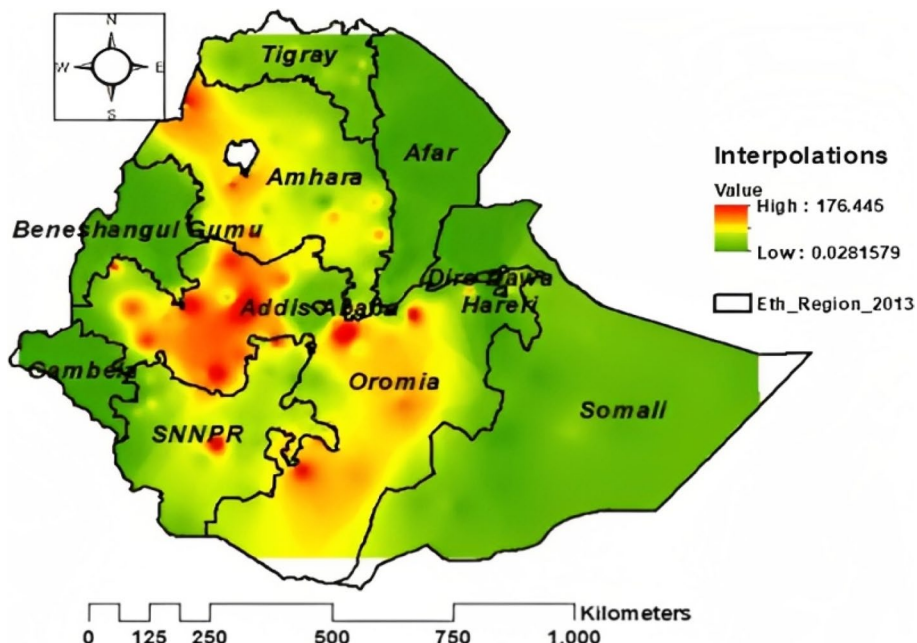 N
W E
S
Tigray
Afar
Amhara
Beneshangul Gumu
Dire Dawa
Addis Ababa
Hareri
Gambela
Oromia
SNNPR
Somali
Interpolations
Value
High : 176.445
Low : 0.0281579
Eth_Region_2013
Kilometers
0 125 250 500 750 1,000